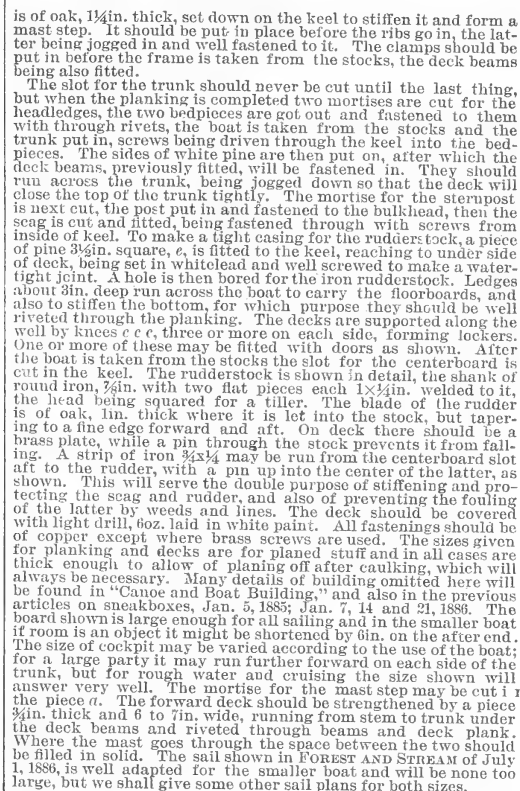 is of oak, 1¼in. thick, set down on the keel to stiffen it and form a
mast step. It should be put in place before the ribs go in, the lat-
ter being jogged in and well fastened to it. The clamps should be
put in before the frame is taken from the stocks, the deck beams
being also fitted.
The slot for the trunk should never be cut until the last thing,
but when the planking is completed two mortises are cut for the
headledges, the two bedpieces are got out and fastened to them
with through rivets, the boat is taken from the stocks and the
trunk put in, screws being driven through the keel into the bed-
pieces. The sides of white pine are then put on, after which the
deck beams, previously fitted, will be fastened in. They should
run across the trunk, being jogged down so that the deck will
close the top of the trunk tightly. The mortise for the sternpost
is next cut, the post put in and fastened to the bulkhead, then the
scag is cut and fitted, being fastened through with screws from
inside of keel. To make a tight casing for the rudderstock, a piece
of pine 3½in. square, e, is fitted to the keel, reaching to under side
of deck, being set in whitelead and well screwed to make a water-
tight joint. A hole is then bored for the iron rudderstock. Ledges
about 3in. deep run across the boat to carry the floorboards, and
also to stiffen the bottom, for which purpose they should be well
riveted through the planking. The decks are supported along the
well by knees c c c, three or more on each side, forming lockers.
One or more of these may be fitted with doors as shown. After
the boat is taken from the stocks the slot for the centerboard is
cut in the keel. The rudderstock is shown in detail, the shank of
round iron, ⅞in. with two flat pieces each 1×¼in. welded to it,
the head being squared for a tiller. The blade of the rudder
is of oak, 1in. thick where it is let into the stock, but taper-
ing to a fine edge forward and aft. On deck there should be a
brass plate, while a pin through the stock prevents it from fall-
ing. A strip of iron ¾x¼ may be run from the centerboard slot
aft to the rudder, with a pin up into the center of the latter, as
shown. This will serve the double purpose of stiffening and pro-
tecting the scag and rudder, and also of preventing the fouling
of the latter by weeds and lines. The deck should be covered
with light drill, 6oz. laid in white paint. All fastenings should be
of copper except where brass screws are used. The sizes given
for planking and decks are for planed stuff and in all cases are
thick enough to allow of planing off after caulking, which will
always be necessary. Many details of building omitted here will
be found in "Canoe and Boat Building," and also in the previous
articles on sneakboxes, Jan. 5, 1885; Jan. 7, 14 and 21, 1886. The
board shown is large enough for all sailing and in the smaller boat
if room is an object it might be shortened by 6in. on the after end.
The size of cockpit may be varied according to the use of the boat;
for a large party it may run further forward on each side of the
trunk, but for rough water and cruising the size shown will
answer very well. The mortise for the mast step may be cut i
the piece a. The forward deck should be strengthened by a piece
¾in. thick and 6 to 7in. wide, running from stem to trunk under
the deck beams and riveted through beams and deck plank.
Where the mast goes through the space between the two should
be filled in solid. The sail shown in FOREST AND STREAM of July
1, 1886, is well adapted for the smaller boat and will be none too
large, but we shall give some other sail plans for both sizes.